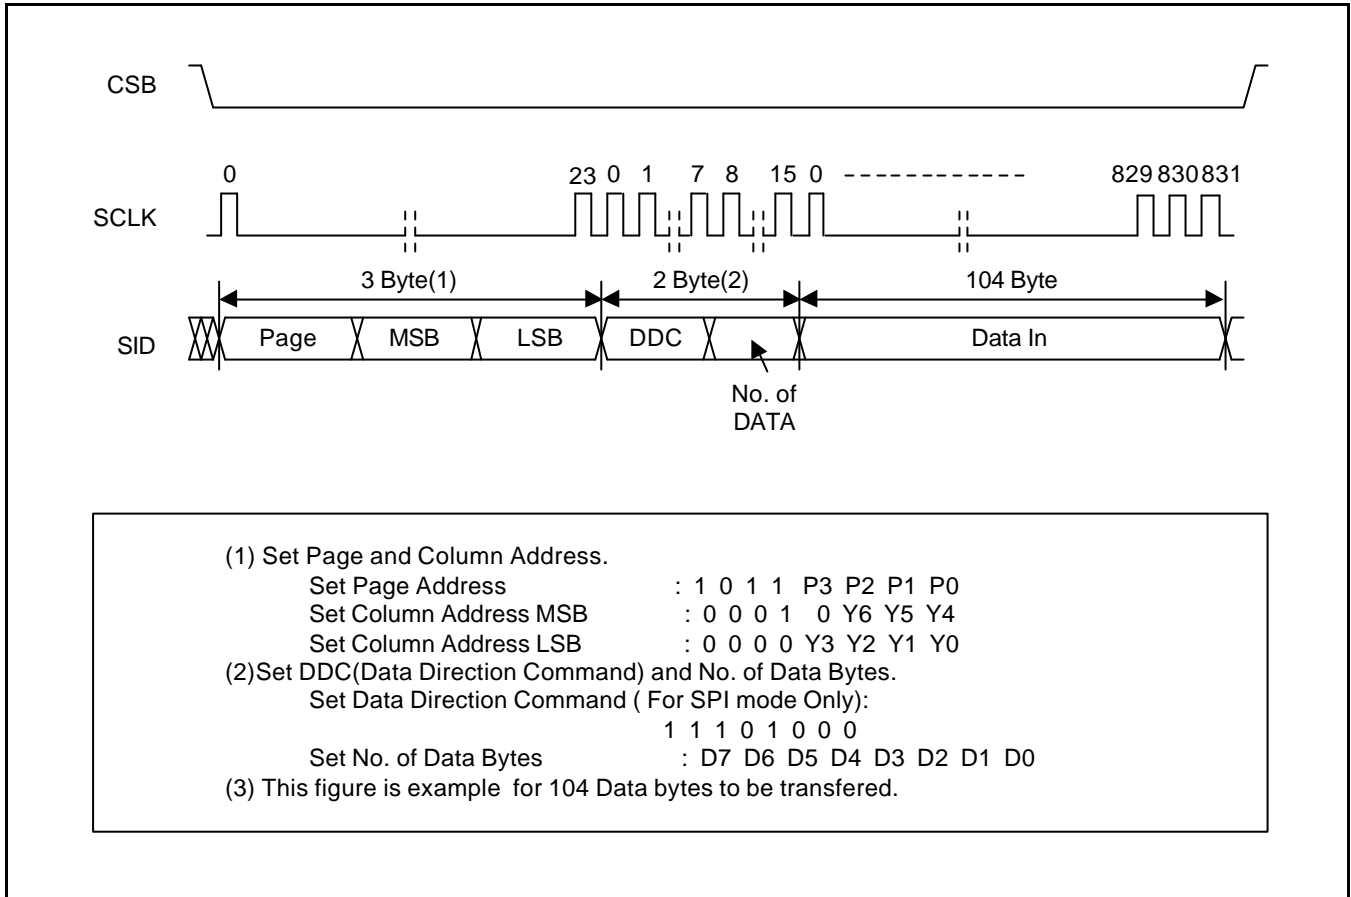 CSB
0 23 0 1 7 8 15 0 829 830 831
SCLK
3 Byte(1) 2 Byte(2) 104 Byte
SID Page MSB LSB DDC Data In
No. of
DATA
(1) Set Page and Column Address.
Set Page Address : 1 0 1 1 P3 P2 P1 P0
Set Column Address MSB : 0 0 0 1 0 Y6 Y5 Y4
Set Column Address LSB : 0 0 0 0 Y3 Y2 Y1 Y0
(2)Set DDC(Data Direction Command) and No. of Data Bytes.
Set Data Direction Command ( For SPI mode Only):
1 1 1 0 1 0 0 0
Set No. of Data Bytes : D7 D6 D5 D4 D3 D2 D1 D0
(3) This figure is example for 104 Data bytes to be transfered.